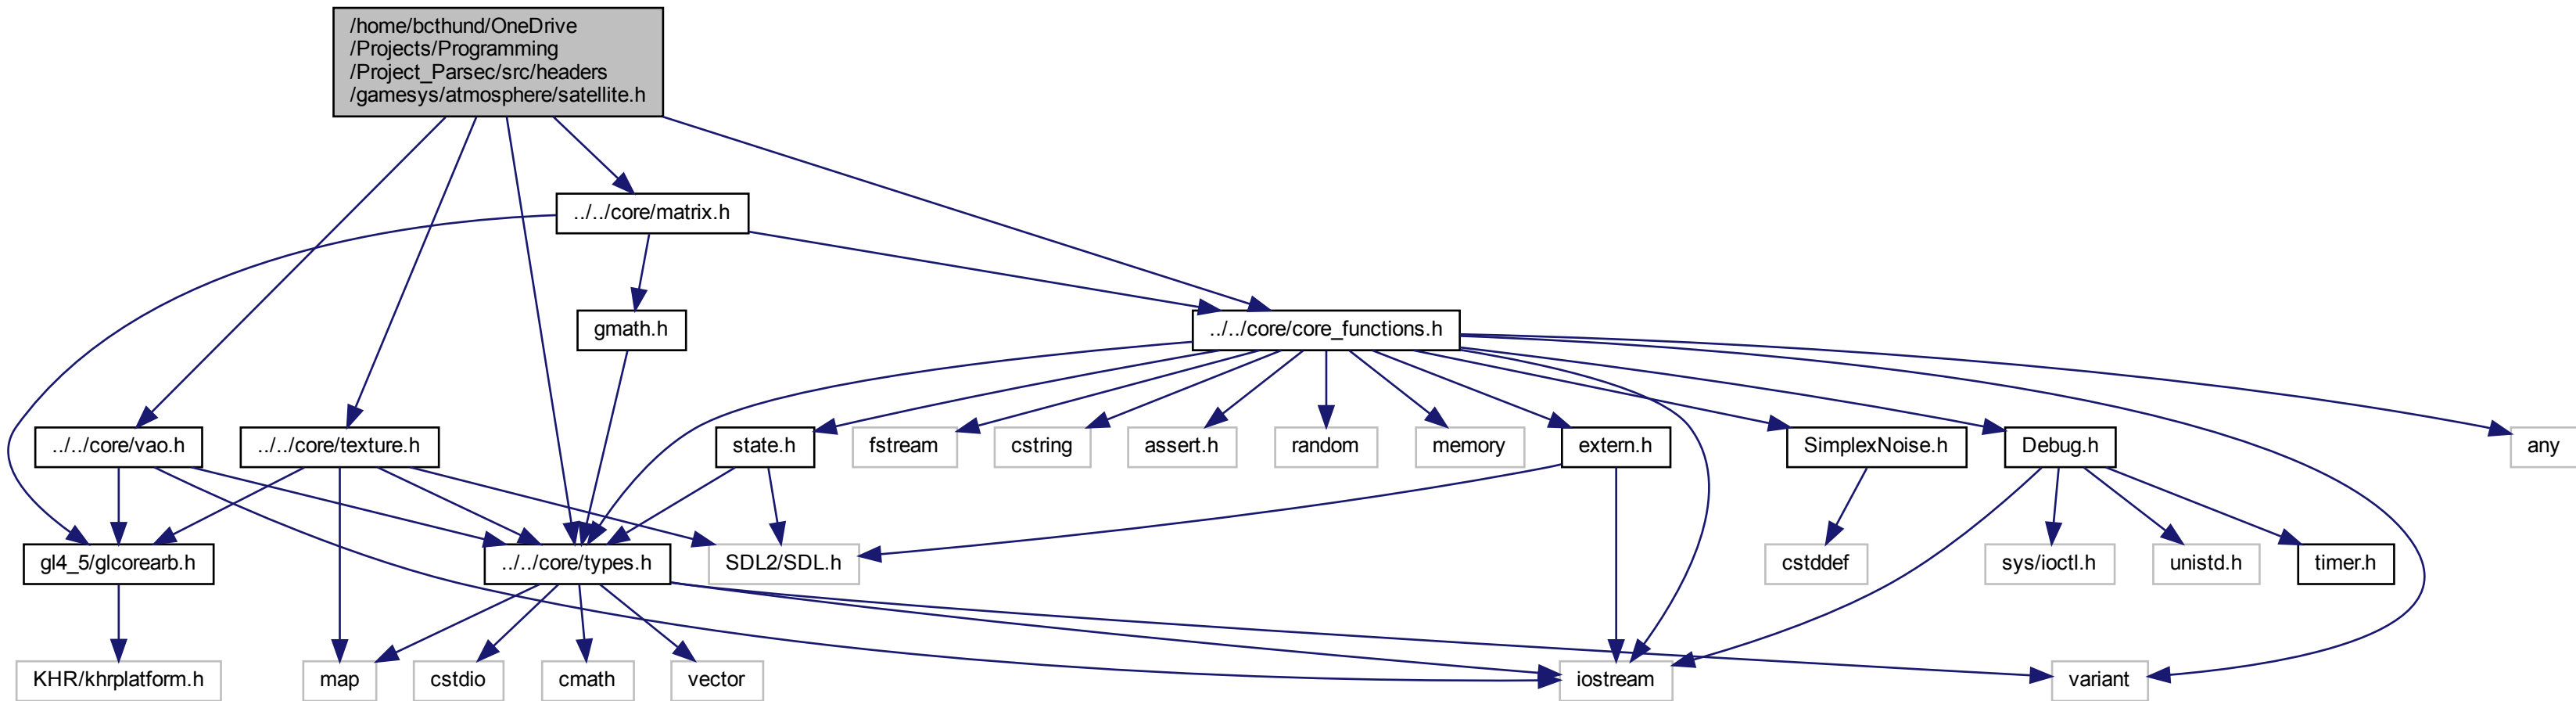 /home/bcthund/OneDrive
/Projects/Programming
/Project_Parsec/src/headers
/gamesys/atmosphere/satellite.h
../../core/matrix.h
gmath.h
../../core/core_functions.h
../../core/vao.h
../../core/texture.h
state.h
fstream
cstring
assert.h
random
memory
extern.h
SimplexNoise.h
Debug.h
any
gl4_5/glcorearb.h
../../core/types.h
SDL2/SDL.h
cstddef
sys/ioctl.h
unistd.h
timer.h
KHR/khrplatform.h
map
cstdio
cmath
vector
iostream
variant